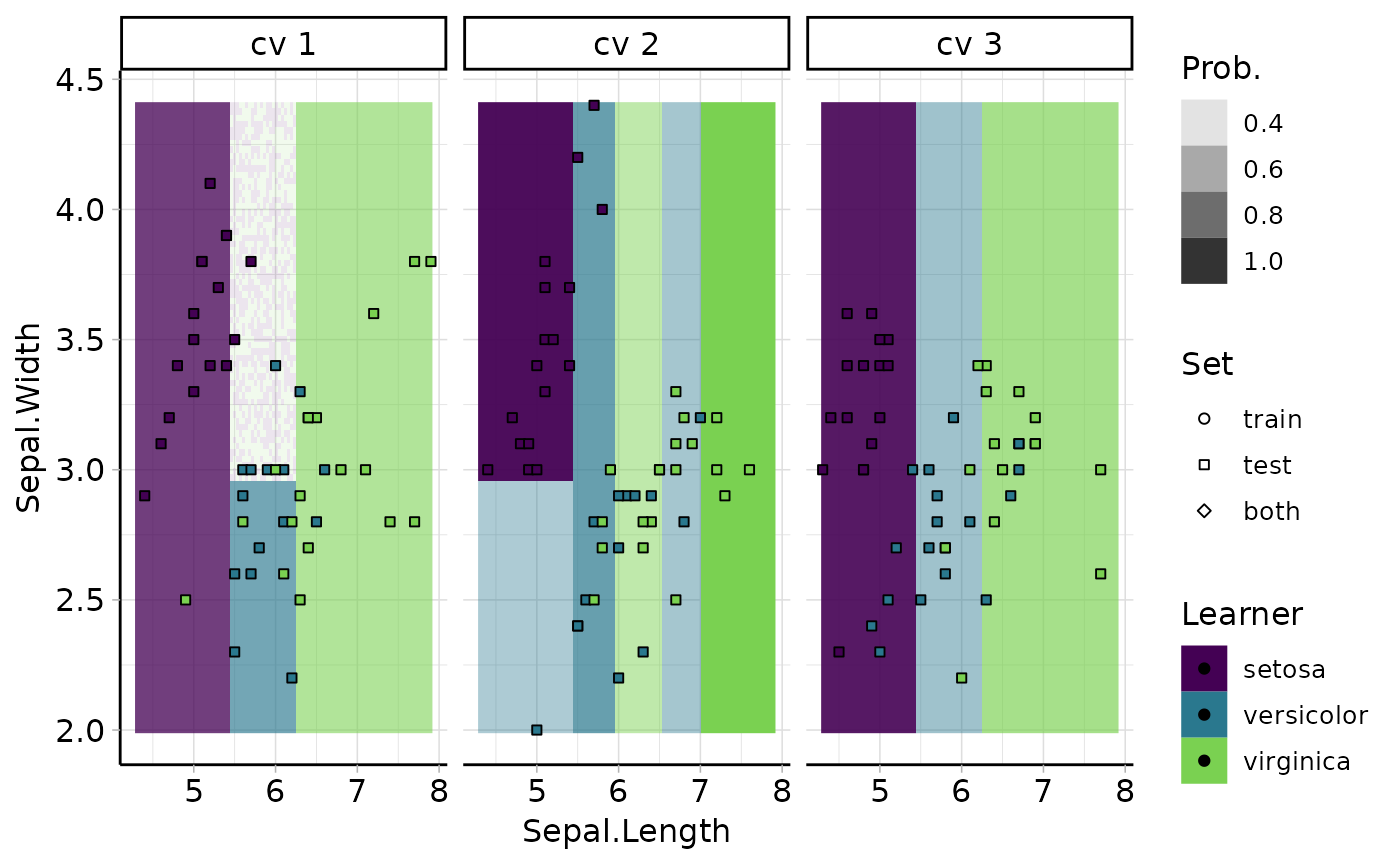 cv 1
cv 2
cv 3
4.5
4.0
3.5
3.0
2.5
2.0
Sepal.Width
5 6 7 8
5 6 7 8
5 6 7 8
Sepal.Length
Prob.
0.4
0.6
0.8
1.0
Set
train
test
both
Learner
setosa
versicolor
virginica